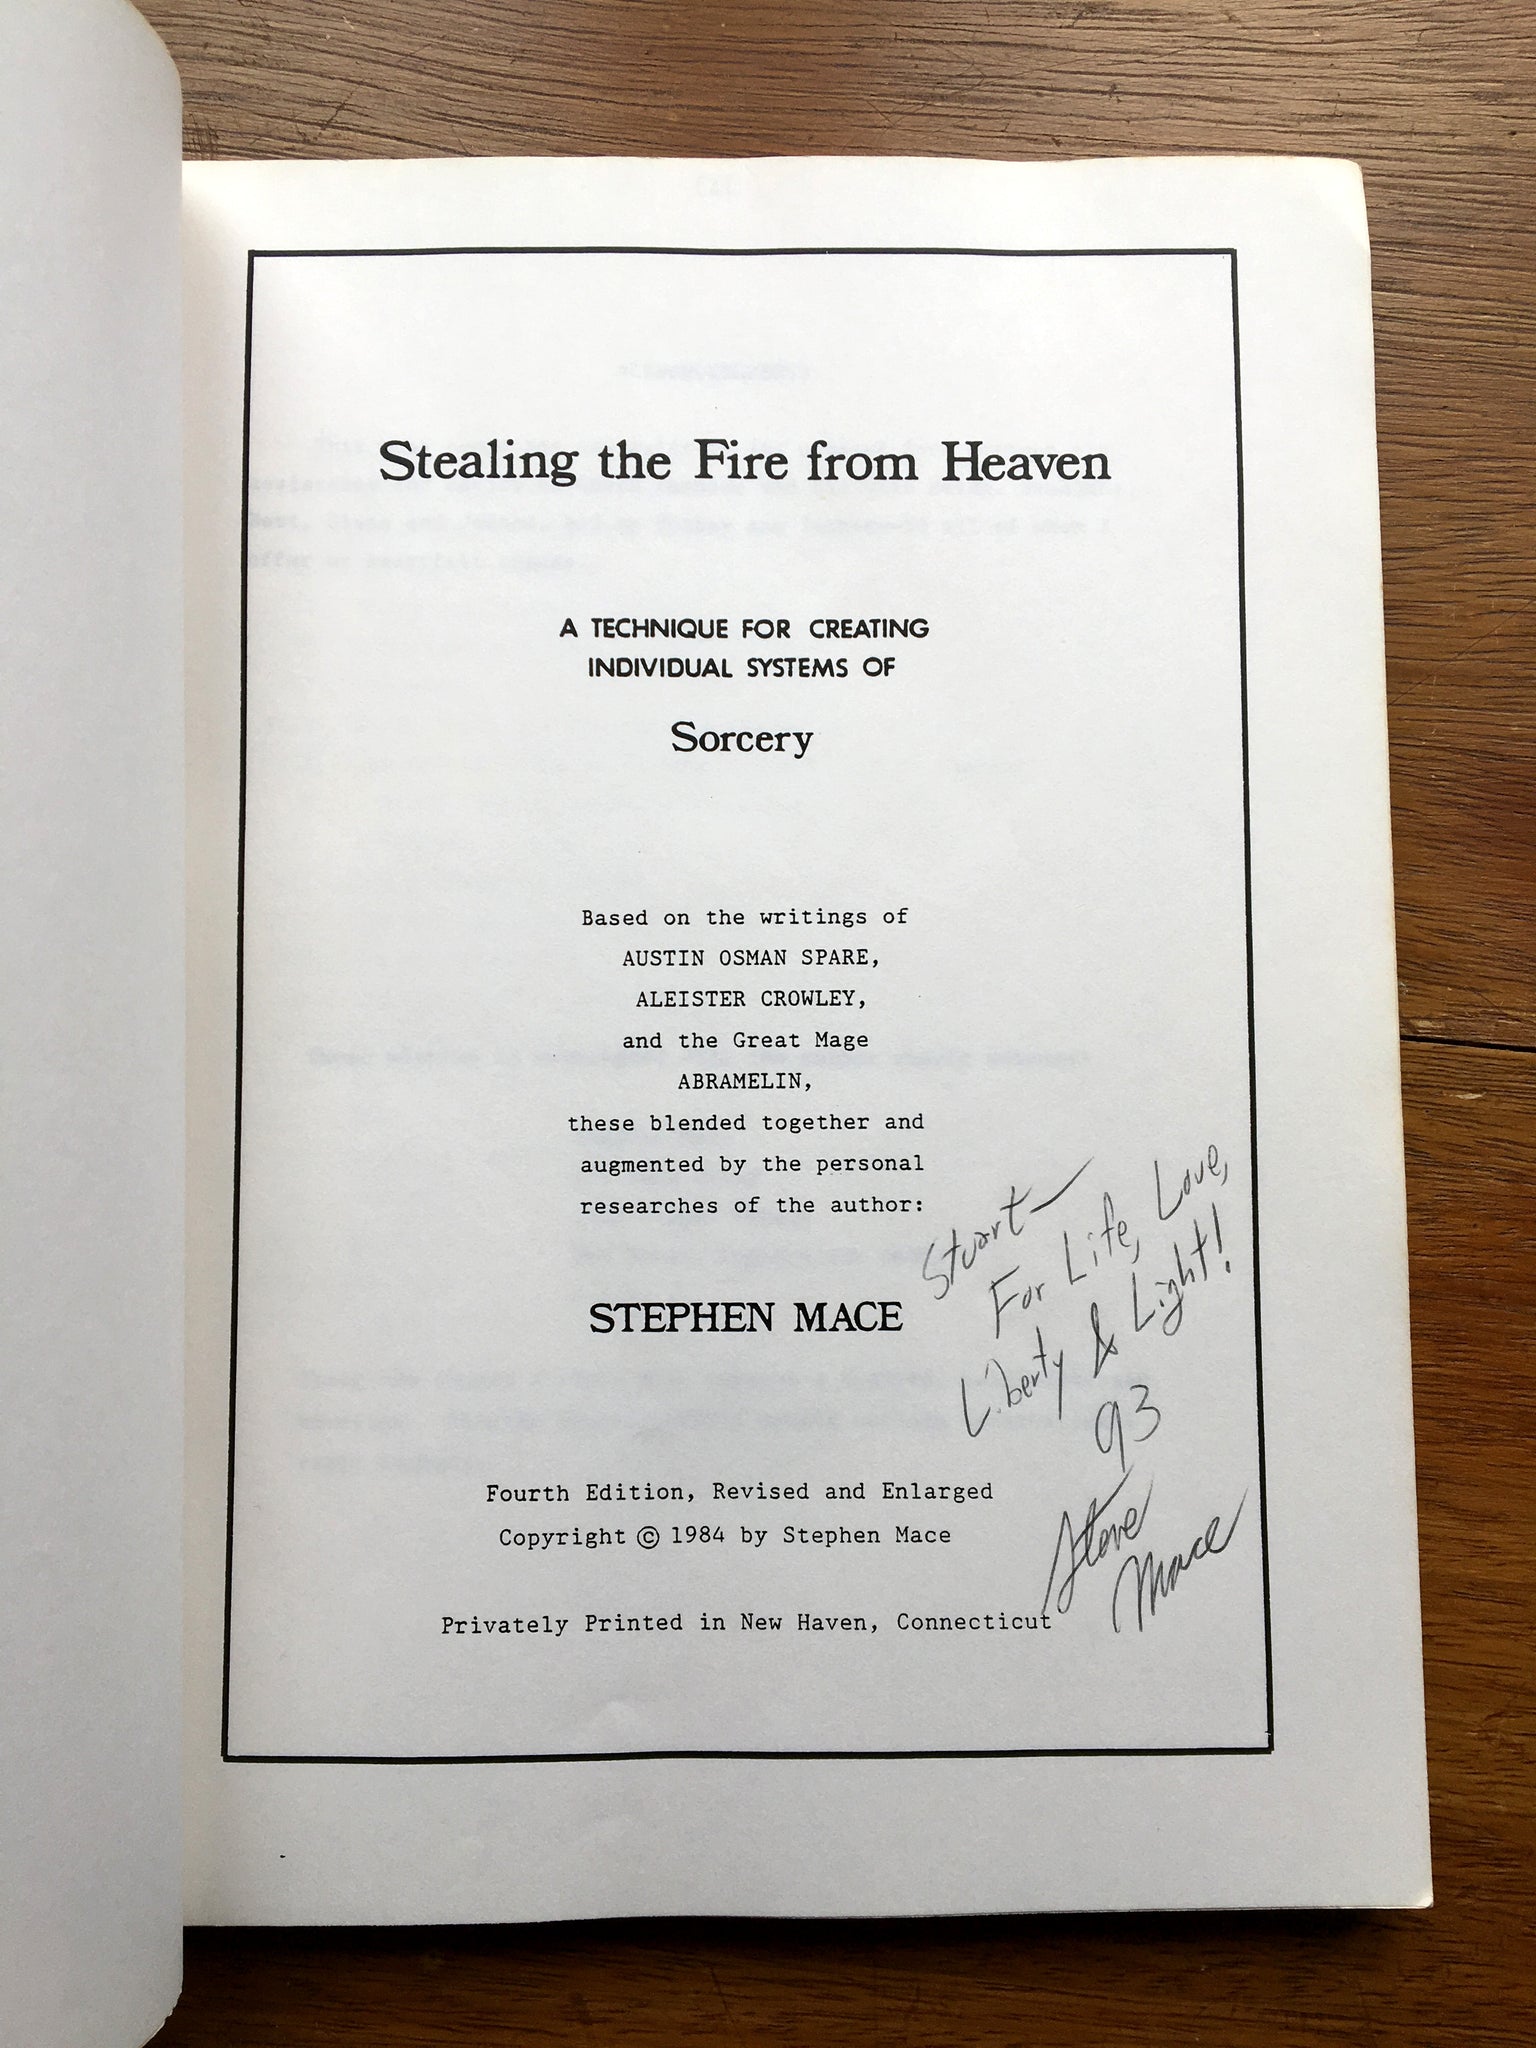 Stealing the Fire from Heaven
A TECHNIQUE FOR CREATING
INDIVIDUAL SYSTEMS OF
Sorcery
Based on the writings of
AUSTIN OSMAN SPARE,
ALEISTER CROWLEY,
and the Great Mage
ABRAMELIN,
these blended together and
augmented by the personal
researches of the author:
STEPHEN MACE
Stuart—
For Life, Love,
Liberty & Light!
93
Steve
Mace
Fourth Edition, Revised and Enlarged
Copyright © 1984 by Stephen Mace
Privately Printed in New Haven, Connecticut